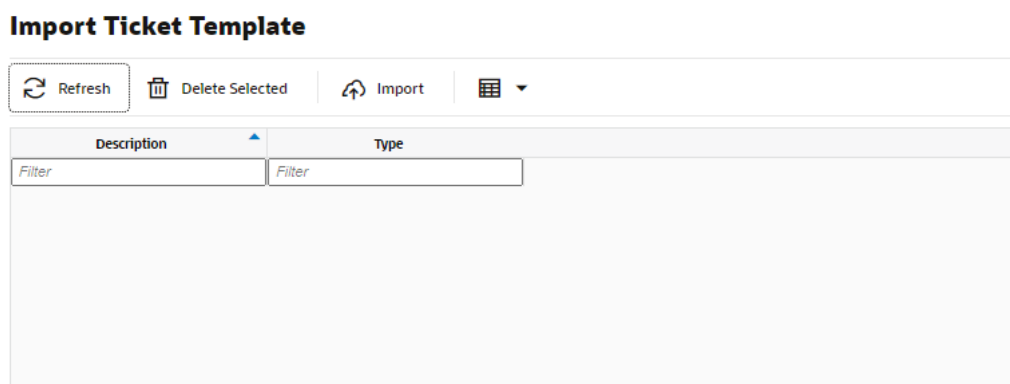 Import Ticket Template
Refresh Delete Selected Import
Description Type
Filter Filter